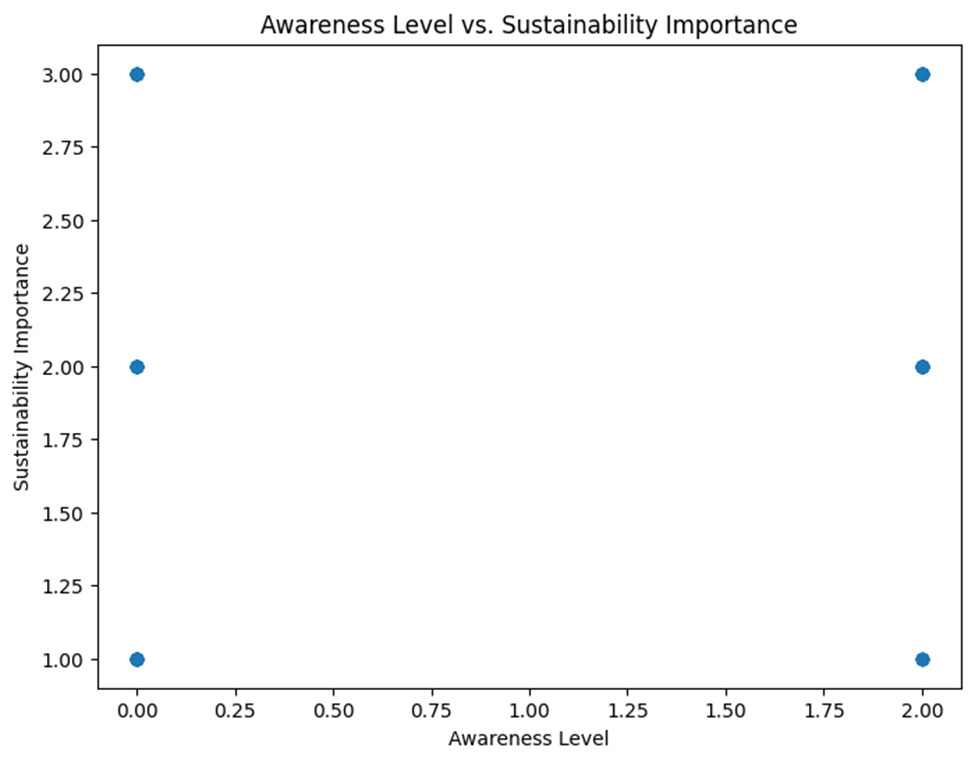 Awareness Level vs. Sustainability Importance
3.00
2.75
2.50
2.25
2.00
1.75
1.50
1.25
1.00
Sustainability Importance
0.00 0.25 0.50 0.75 1.00 1.25 1.50 1.75 2.00
Awareness Level